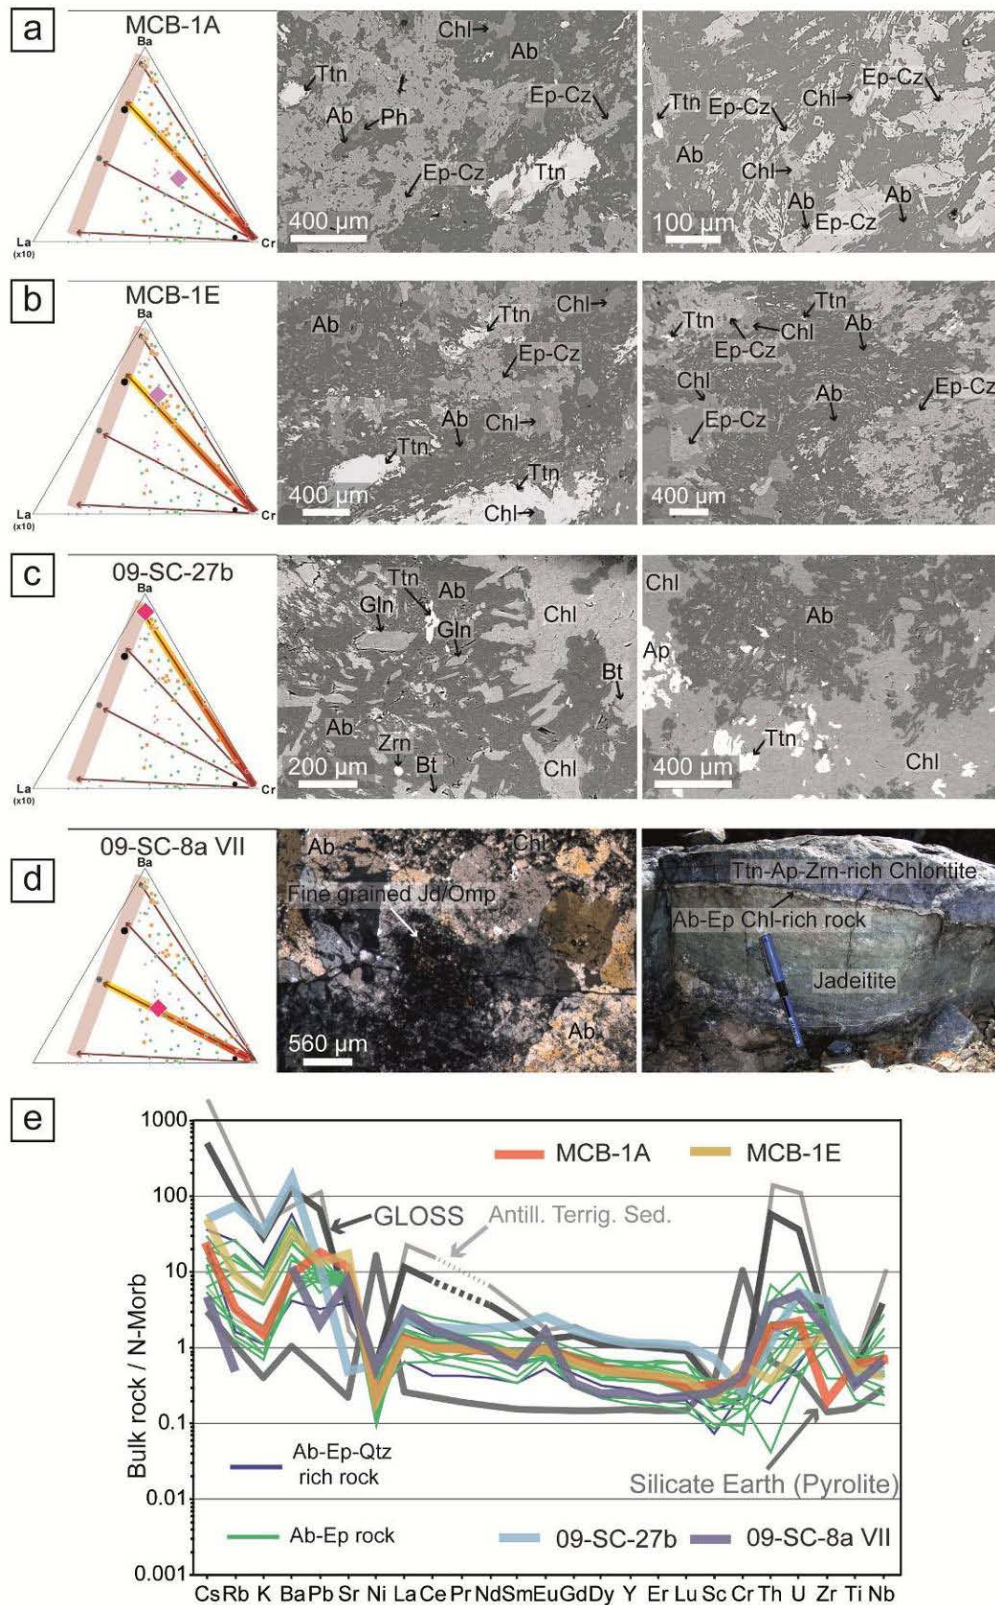 a
MCB-1A
Ba
La
(x10)
Cr
Ttn
Ab
Ph
Chl
Ab
Ep-Cz
Ep-Cz
Ttn
400 µm
Ttn
Ep-Cz
Chl
Ep-Cz
Ab
Chl
Ab
Ep-Cz
Ab
100 µm
b
MCB-1E
Ba
La
(x10)
Cr
Ab
Ttn
Chl
Ep-Cz
Ab
Chl
Ttn
Ttn
400 µm
Chl
Ttn
Ttn
Ab
Chl
Ep-Cz
Chl
Ab
Ep-Cz
Ep-Cz
400 µm
c
09-SC-27b
Ba
La
(x10)
Cr
Ttn
Ab
Gln
Gln
Chl
Bt
Ab
Zrn
Bt
Chl
200 µm
Chl
Ab
Ap
Ttn
Chl
400 µm
d
09-SC-8a VII
Ba
La
(x10)
Cr
Ab
Chl
Fine grained Jd/Omp
Ab
560 µm
Ttn-Ap-Zrn-rich Chloritite
Ab-Ep Chl-rich rock
Jadeitite
e
Bulk rock / N-Morb
1000
100
10
1
0.1
0.01
0.001
MCB-1A
MCB-1E
GLOSS
Antill. Terrig. Sed.
Ab-Ep-Qtz
rich rock
Silicate Earth (Pyrolite)
Ab-Ep rock
09-SC-27b
09-SC-8a VII
Cs Rb K Ba Pb Sr Ni La Ce Pr Nd Sm Eu Gd Dy Y Er Lu Sc Cr Th U Zr Ti Nb